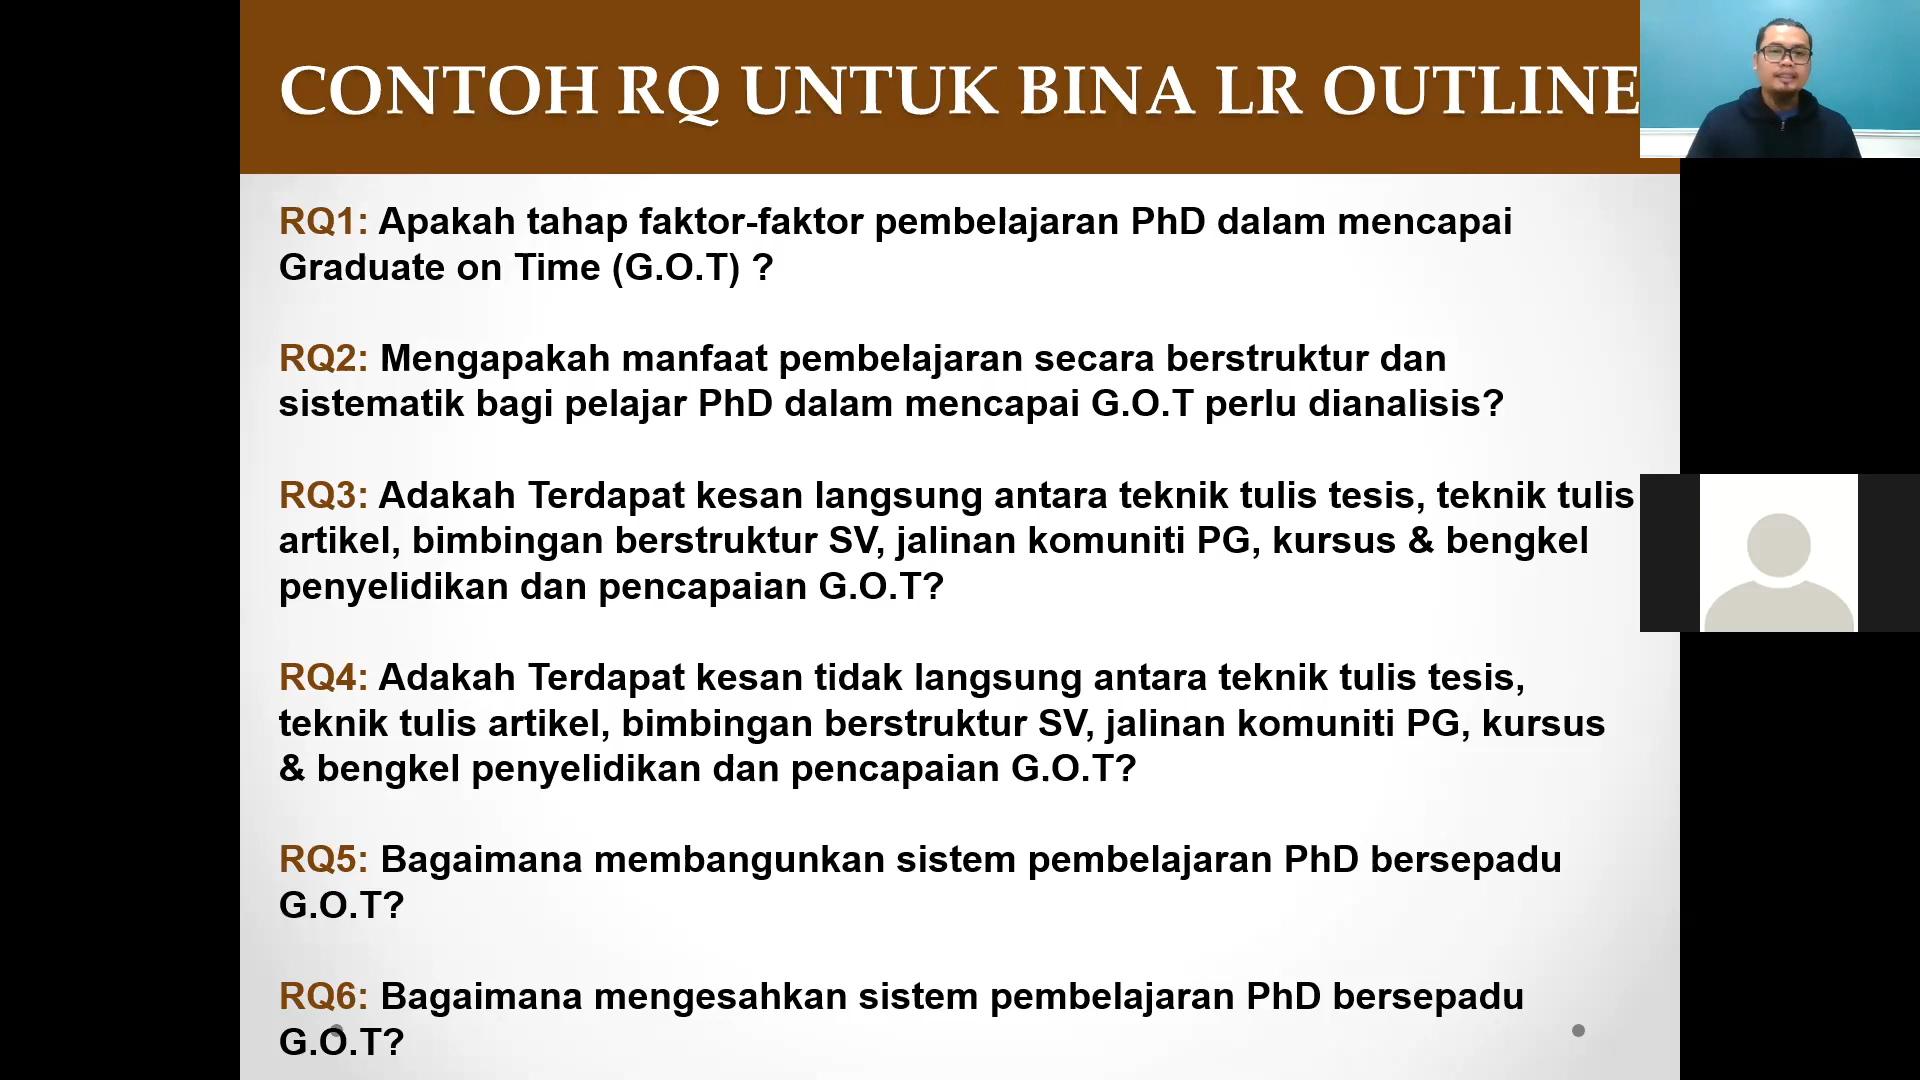 CONTOH RQ UNTUK BINA LR OUTLINE
RQ1: Apakah tahap faktor-faktor pembelajaran PhD dalam mencapai
Graduate on Time (G.O.T) ?
RQ2: Mengapakah manfaat pembelajaran secara berstruktur dan
sistematik bagi pelajar PhD dalam mencapai G.O.T perlu dianalisis?
RQ3: Adakah Terdapat kesan langsung antara teknik tulis tesis, teknik tulis
artikel, bimbingan berstruktur SV, jalinan komuniti PG, kursus & bengkel
penyelidikan dan pencapaian G.O.T?
RQ4: Adakah Terdapat kesan tidak langsung antara teknik tulis tesis,
teknik tulis artikel, bimbingan berstruktur SV, jalinan komuniti PG, kursus
& bengkel penyelidikan dan pencapaian G.O.T?
RQ5: Bagaimana membangunkan sistem pembelajaran PhD bersepadu
G.O.T?
RQ6: Bagaimana mengesahkan sistem pembelajaran PhD bersepadu
G.O.T?